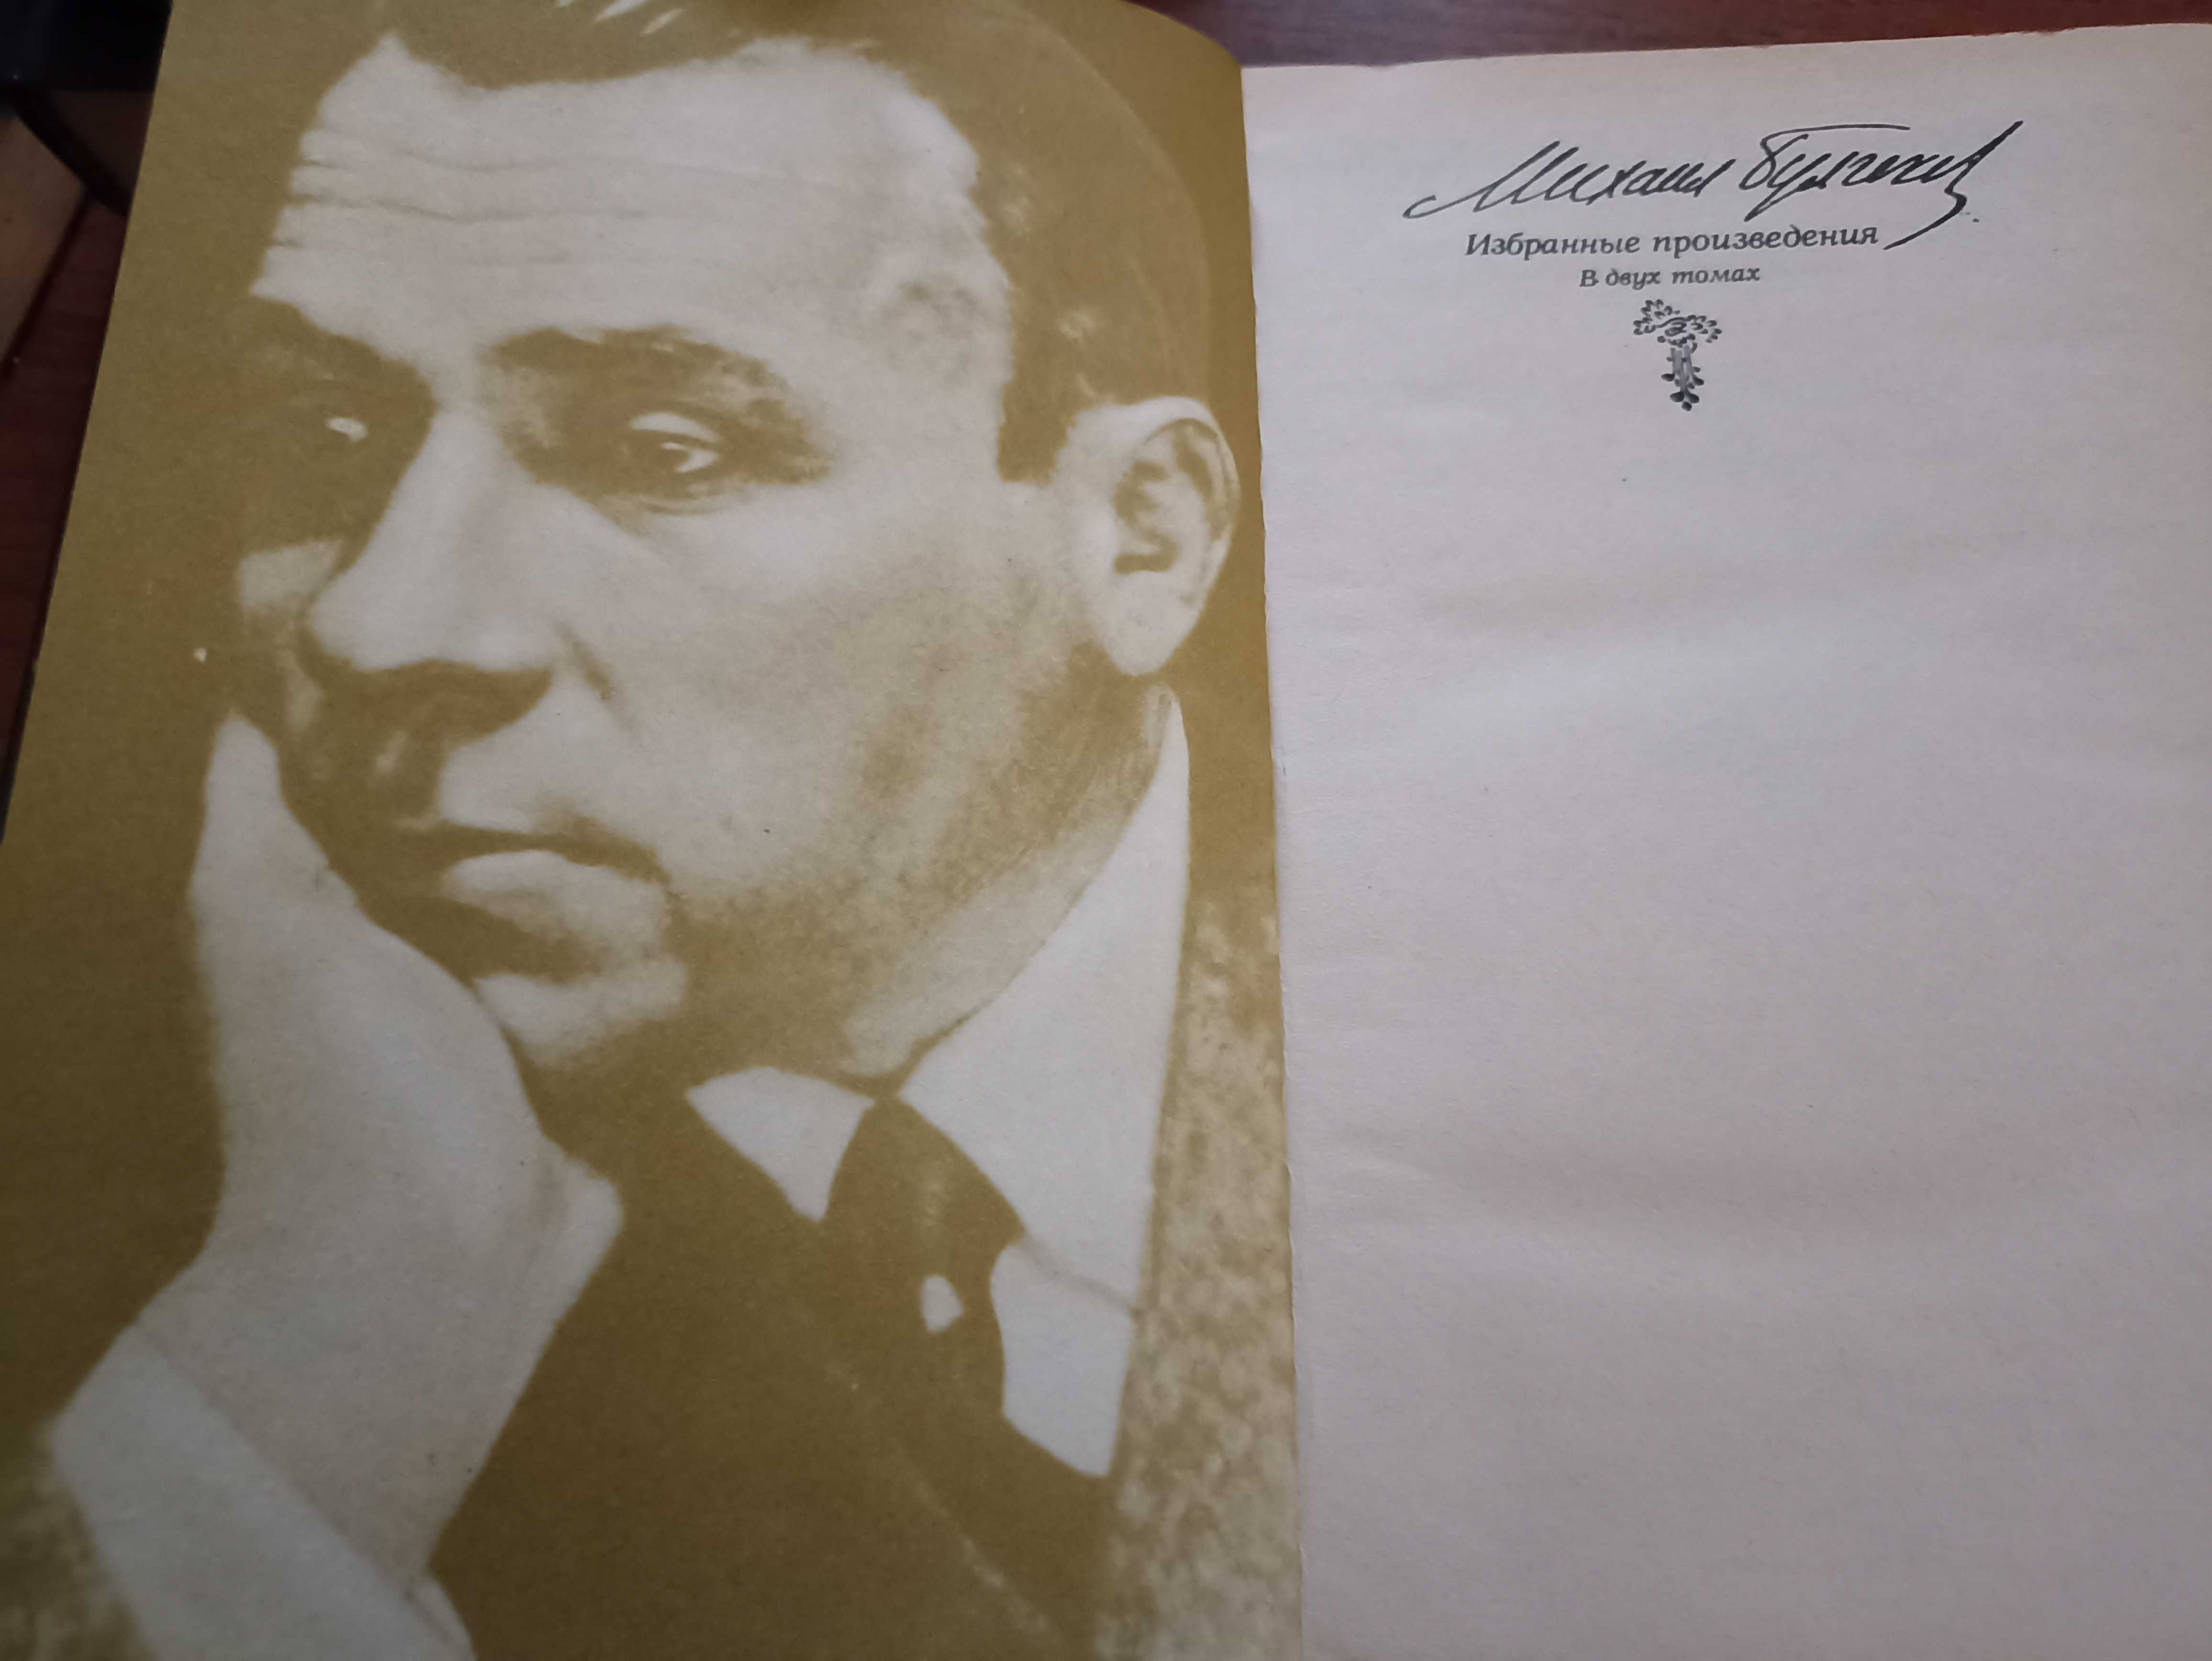 Михаил Булгаков
Избранные произведения
В двух томах